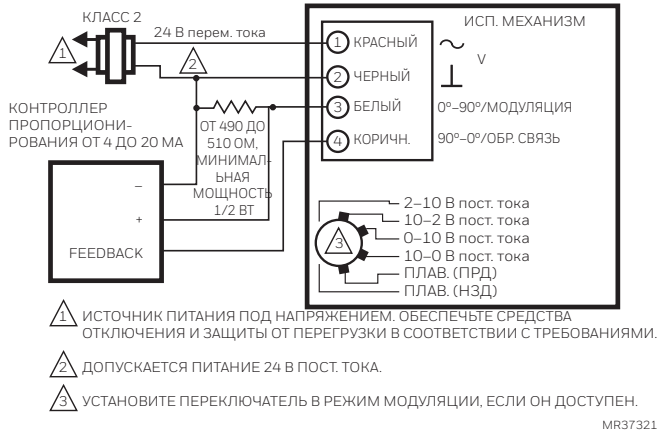 КЛАСС 2
24 В перем. тока
ИСП. МЕХАНИЗМ
1
2
1 КРАСНЫЙ
V
2 ЧЕРНЫЙ
3 БЕЛЫЙ
0°–90°/МОДУЛЯЦИЯ
4 КОРИЧН.
90°–0°/ОБР. СВЯЗЬ
КОНТРОЛЛЕР
ПРОПОРЦИОНИ-
РОВАНИЯ ОТ 4 ДО 20 МА
ОТ 490 ДО
510 ОМ,
МИНИМАЛ-
ЬНАЯ
МОЩНОСТЬ
1/2 ВТ
–
+
FEEDBACK
3
2–10 В пост. тока
10–2 В пост. тока
0–10 В пост. тока
10–0 В пост. тока
ПЛАВ. (ПРД)
ПЛАВ. (НЗД)
1 ИСТОЧНИК ПИТАНИЯ ПОД НАПРЯЖЕНИЕМ. ОБЕСПЕЧЬТЕ СРЕДСТВА
ОТКЛЮЧЕНИЯ И ЗАЩИТЫ ОТ ПЕРЕГРУЗКИ В СООТВЕТСТВИИ С ТРЕБОВАНИЯМИ.
2 ДОПУСКАЕТСЯ ПИТАНИЕ 24 В ПОСТ. ТОКА.
3 УСТАНОВИТЕ ПЕРЕКЛЮЧАТЕЛЬ В РЕЖИМ МОДУЛЯЦИИ, ЕСЛИ ОН ДОСТУПЕН.
MR37321